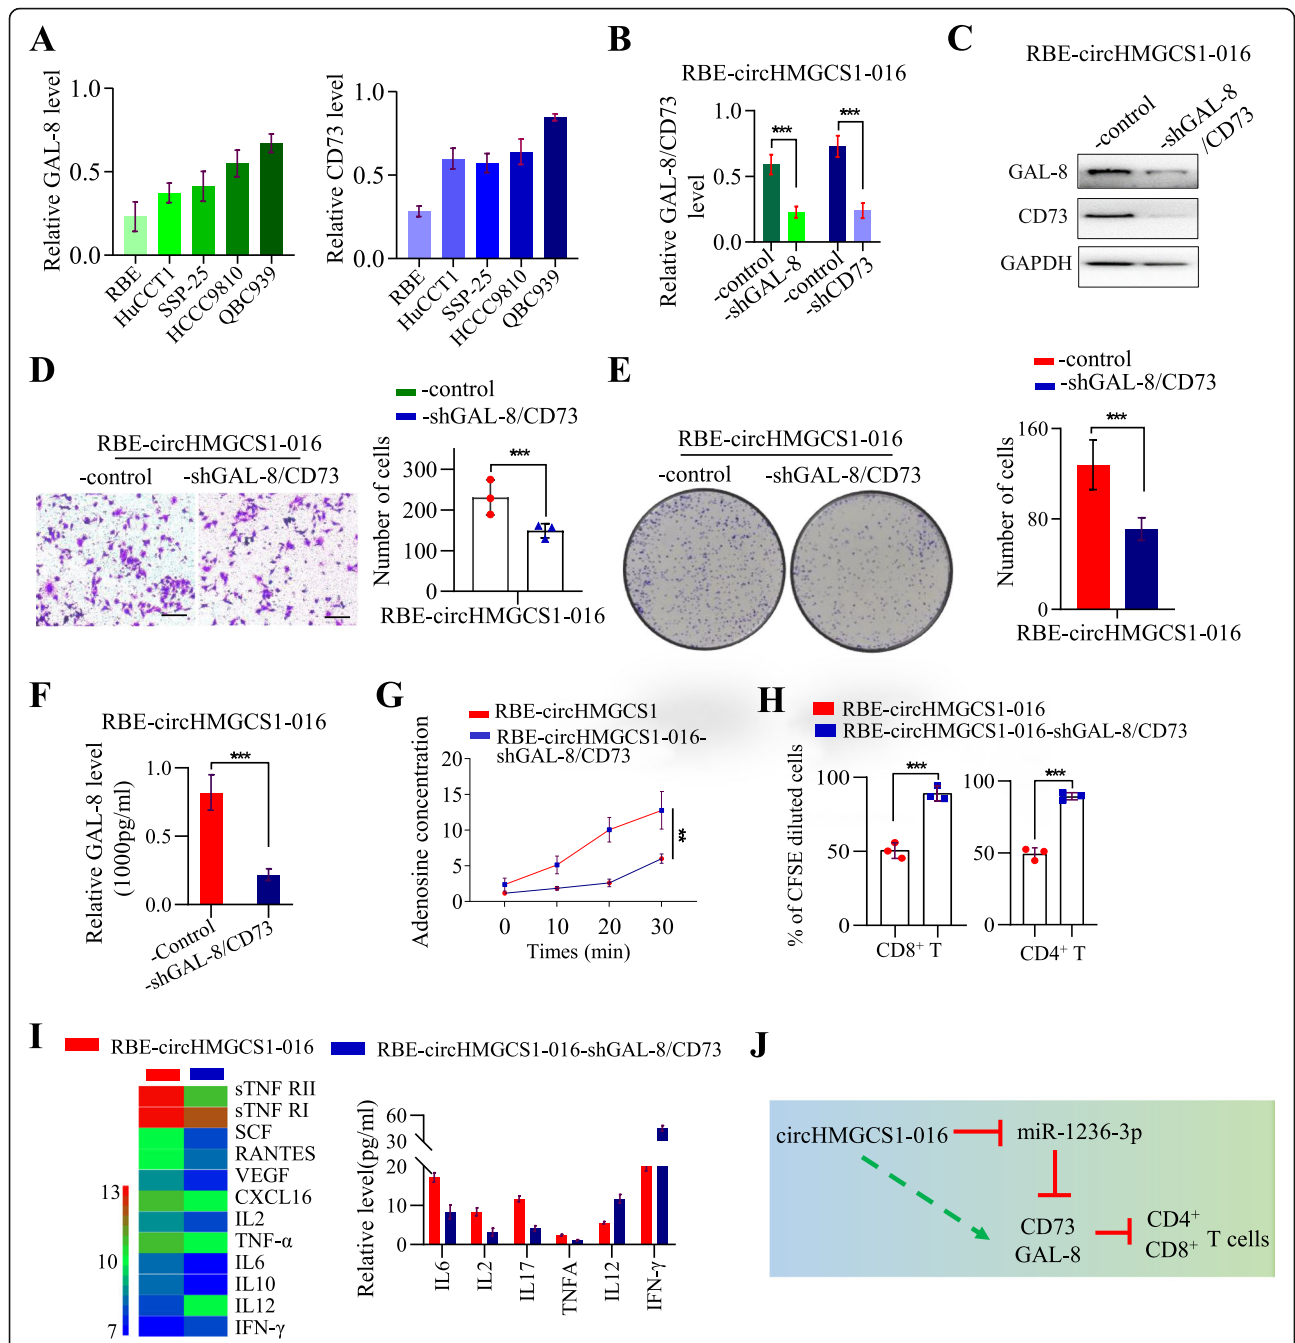 A
Relative GAL-8 level
1.0
0.5
0.0
RBE
HuCCT1
SSP-25
HCCC9810
QBC939
Relative CD73 level
1.0
0.5
0.0
RBE
HuCCT1
SSP-25
HCCC9810
QBC939
B
RBE-circHMGCS1-016
Relative GAL-8/CD73
level
1.0
0.5
0.0
***
***
-control
-shGAL-8
-control
-shCD73
C
RBE-circHMGCS1-016
-control
-shGAL-8
/CD73
GAL-8
CD73
GAPDH
D
RBE-circHMGCS1-016
-control
-shGAL-8/CD73
-control
-shGAL-8/CD73
Number of cells
300
200
100
0
***
RBE-circHMGCS1-016
E
RBE-circHMGCS1-016
-control
-shGAL-8/CD73
-control
-shGAL-8/CD73
Number of cells
160
80
0
***
RBE-circHMGCS1-016
F
RBE-circHMGCS1-016
Relative GAL-8 level
(1000pg/ml)
1.0
0.5
0.0
***
-Control
-shGAL-8/CD73
G
RBE-circHMGCS1
RBE-circHMGCS1-016-
shGAL-8/CD73
Adenosine concentration
20
15
10
5
0
**
0
10
20
30
Times (min)
H
RBE-circHMGCS1-016
RBE-circHMGCS1-016-shGAL-8/CD73
% of CFSE diluted cells
100
50
0
***
CD8⁺ T
100
50
0
***
CD4⁺ T
I
RBE-circHMGCS1-016
RBE-circHMGCS1-016-shGAL-8/CD73
sTNF RII
sTNF RI
SCF
RANTES
VEGF
CXCL16
IL2
TNF-α
IL6
IL10
IL12
IFN-γ
13
10
7
Relative level(pg/ml)
60
30
20
10
0
IL6
IL2
IL17
TNFA
IL12
IFN-γ
J
circHMGCS1-016
miR-1236-3p
CD73
GAL-8
CD4⁺
CD8⁺
T cells